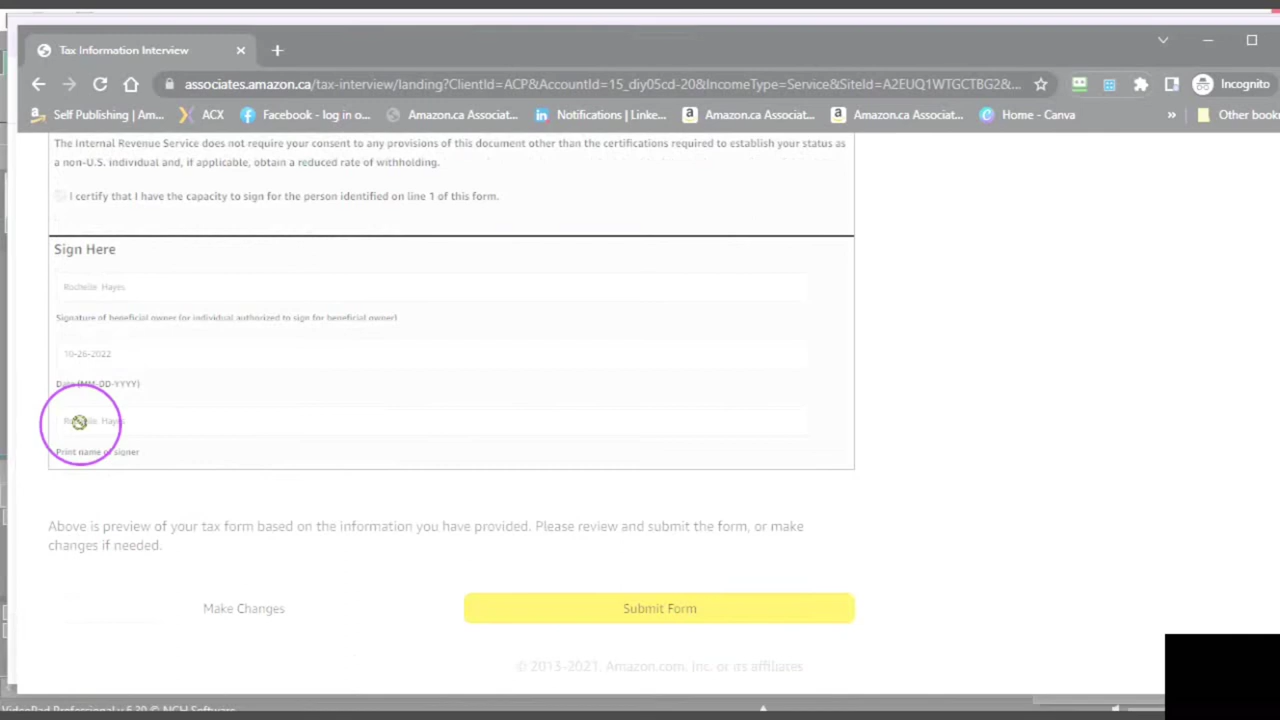 Tax Information Interview
associates.amazon.ca/tax-interview/landing?ClientId=ACP&AccountId=15_diy05cd-20&IncomeType=Service&SiteId=A2EUQ1WTGCTBG2&...
Incognito
Self Publishing | Am...
ACX
Facebook - log in o...
Amazon.ca Associat...
Notifications | Linke...
Amazon.ca Associat...
Amazon.ca Associat...
Home - Canva
»
Other book
The Internal Revenue Service does not require your consent to any provisions of this document other than the certifications required to establish your status as
a non-U.S. individual and, if applicable, obtain a reduced rate of withholding.
I certify that I have the capacity to sign for the person identified on line 1 of this form.
Sign Here
Rochelle Hayes
Signature of beneficial owner (or individual authorized to sign for beneficial owner)
10-26-2022
Date (MM-DD-YYYY)
Rochelle Hayes
Print name of signer
Above is preview of your tax form based on the information you have provided. Please review and submit the form, or make
changes if needed.
Make Changes
Submit Form
© 2013-2021, Amazon.com, Inc. or its affiliates
VideoPad Professional v 5.30 © NCH Software